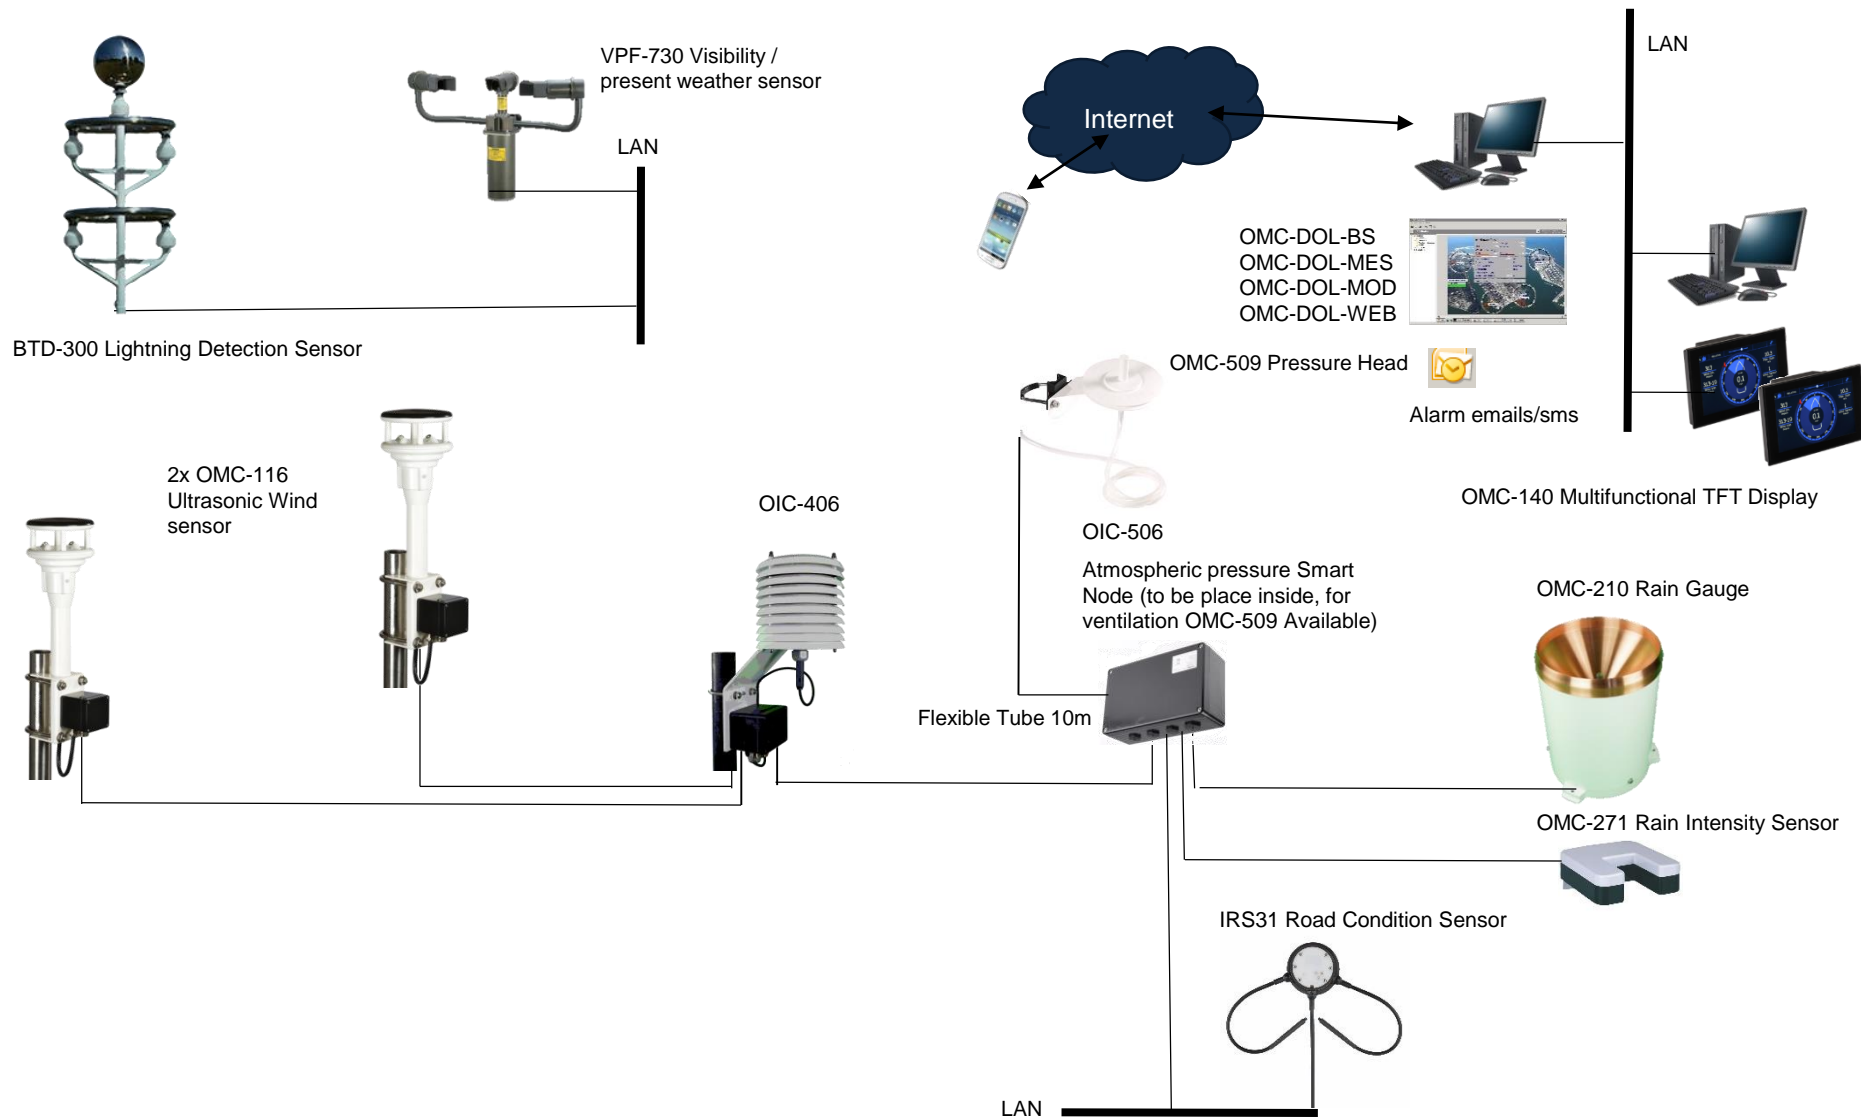 VPF-730 Visibility /
present weather sensor
LAN
BTD-300 Lightning Detection Sensor
Internet
LAN
OMC-DOL-BS
OMC-DOL-MES
OMC-DOL-MOD
OMC-DOL-WEB
OMC-509 Pressure Head
Alarm emails/sms
OMC-140 Multifunctional TFT Display
2x OMC-116
Ultrasonic Wind
sensor
OIC-406
OIC-506
Atmospheric pressure Smart
Node (to be place inside, for
ventilation OMC-509 Available)
Flexible Tube 10m
OMC-210 Rain Gauge
OMC-271 Rain Intensity Sensor
IRS31 Road Condition Sensor
LAN